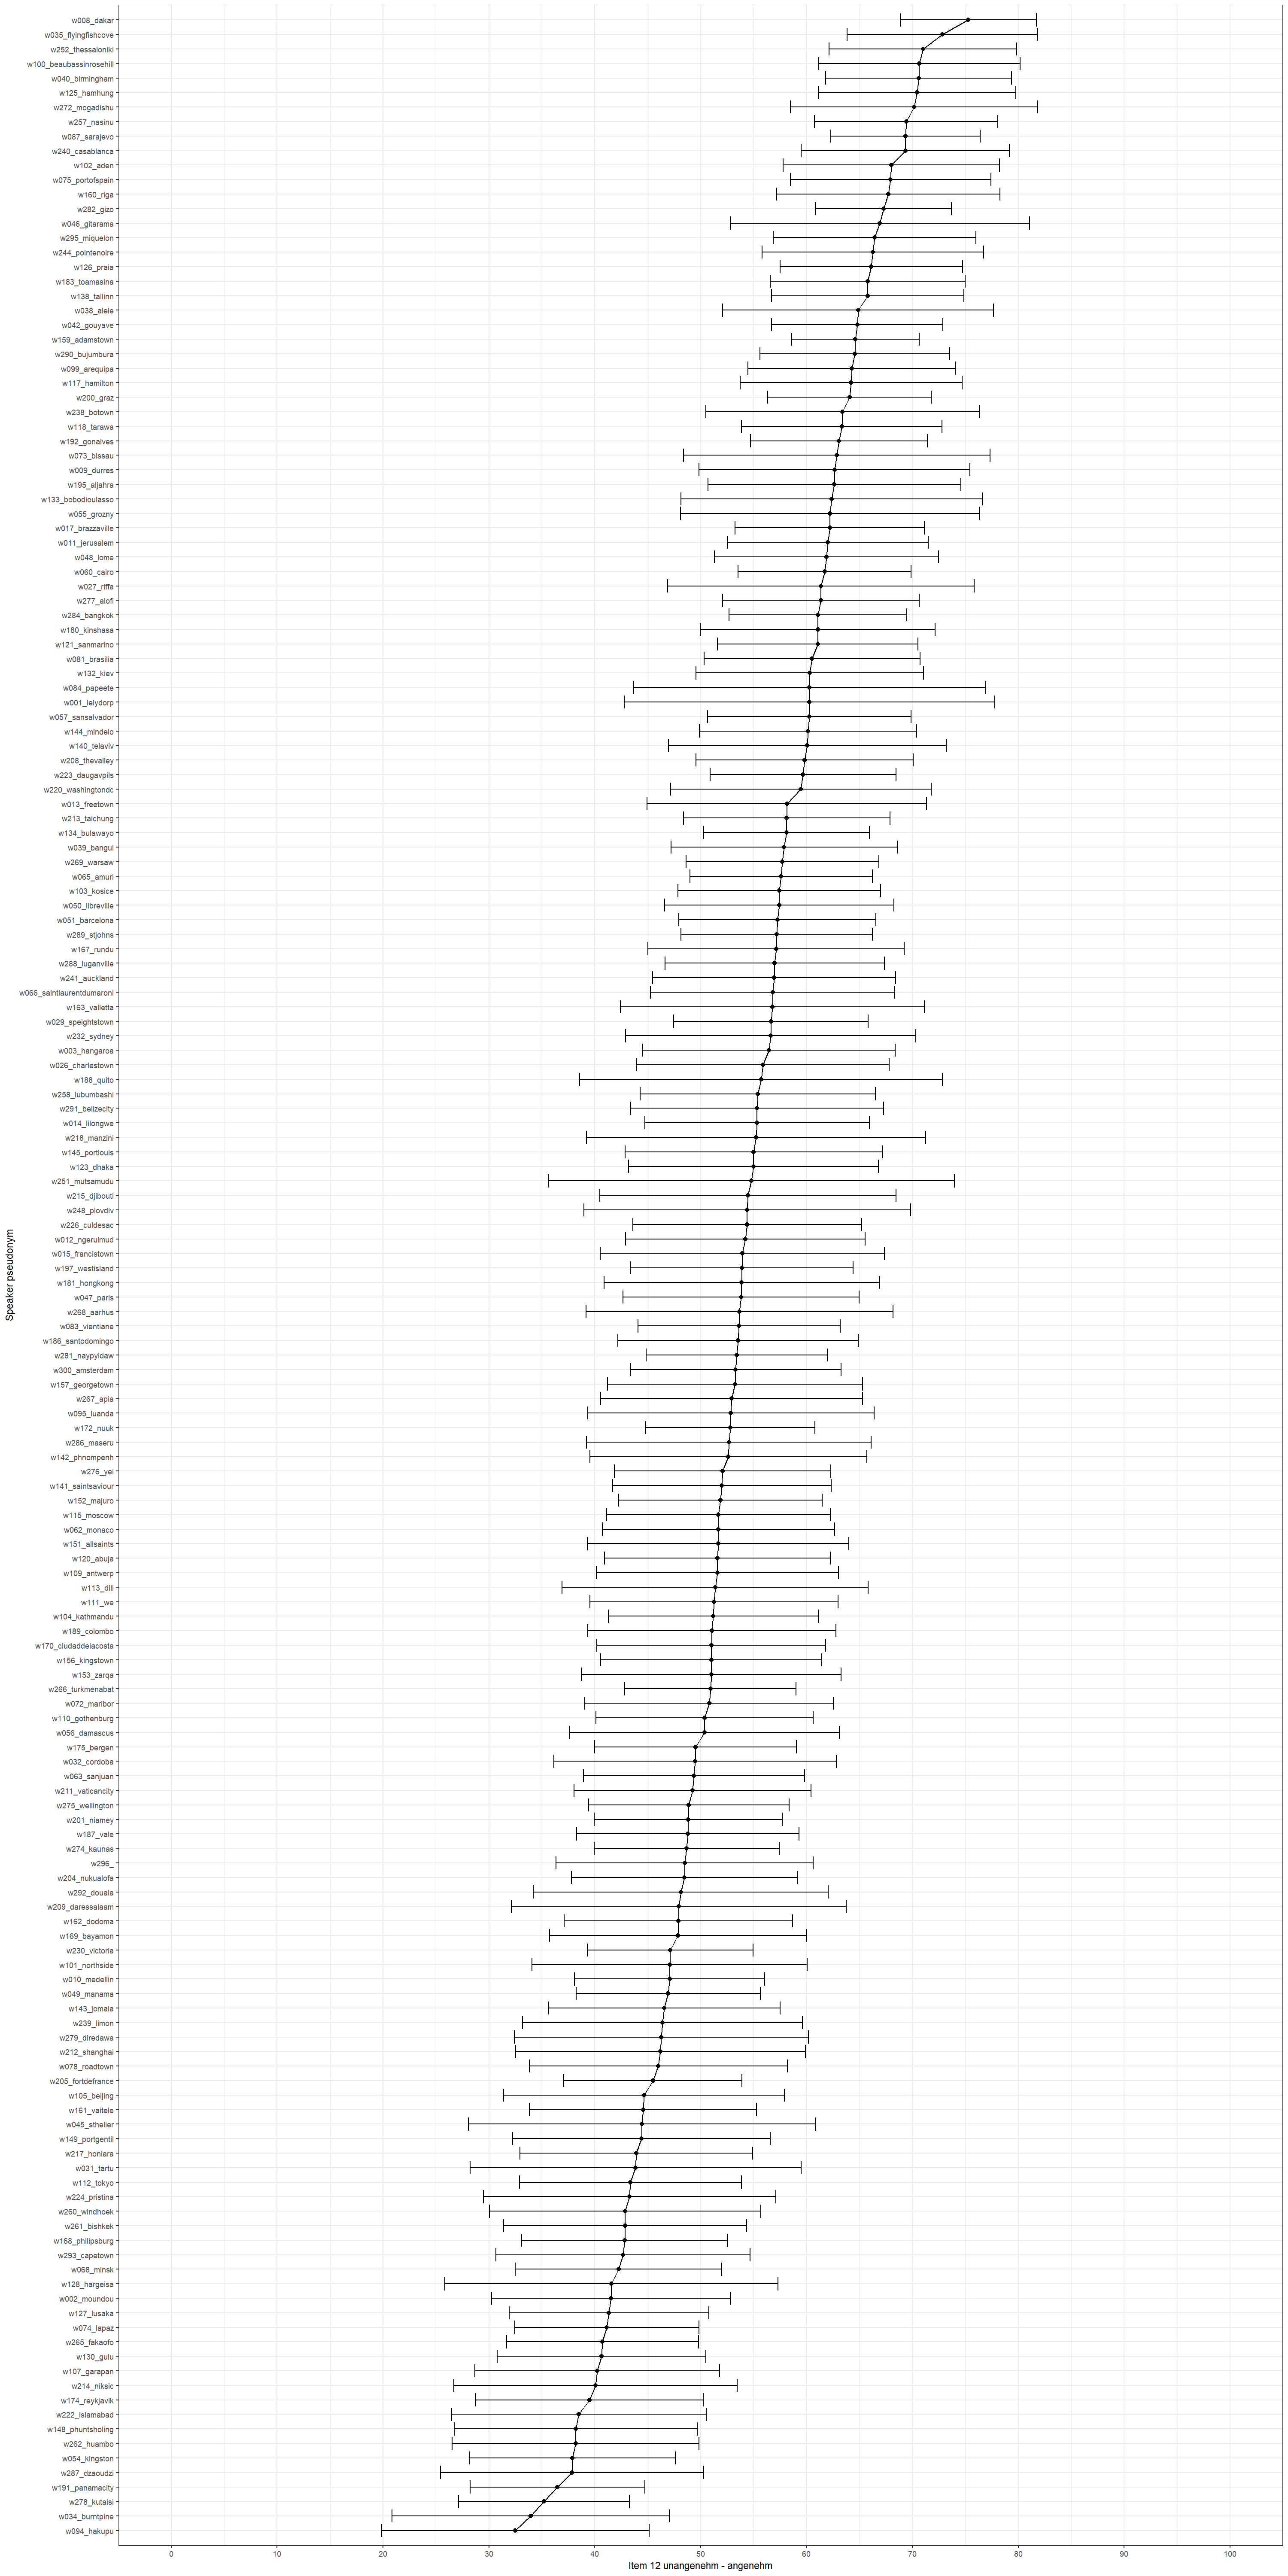 w008_dakar
w035_flyingfishcove
w252_thessaloniki
w100_beaubassinrosehill
w040_birmingham
w125_hamhung
w272_mogadishu
w257_nasinu
w087_sarajevo
w240_casablanca
w102_aden
w075_portofspain
w160_riga
w282_gizo
w046_gitarama
w295_miquelon
w244_pointenoire
w126_praia
w183_toamasina
w138_tallinn
w038_alele
w042_gouyave
w159_adamstown
w290_bujumbura
w099_arequipa
w117_hamilton
w200_graz
w238_botown
w118_tarawa
w192_gonaives
w073_bissau
w009_durres
w195_aljahra
w133_bobodioulasso
w055_grozny
w017_brazzaville
w011_jerusalem
w048_lome
w060_cairo
w027_riffa
w277_alofi
w284_bangkok
w180_kinshasa
w121_sanmarino
w081_brasilia
w132_kiev
w084_papeete
w001_lelydorp
w057_sansalvador
w144_mindelo
w140_telaviv
w208_thevalley
w223_daugavpils
w220_washingtondc
w013_freetown
w213_taichung
w134_bulawayo
w039_bangui
w269_warsaw
w065_amuri
w103_kosice
w050_libreville
w051_barcelona
w289_stjohns
w167_rundu
w288_luganville
w241_auckland
w066_saintlaurentdumaroni
w163_valletta
w029_speightstown
w232_sydney
w003_hangaroa
w026_charlestown
w188_quito
w258_lubumbashi
w291_belizecity
w014_lilongwe
w218_manzini
w145_portlouis
w123_dhaka
w251_mutsamudu
w215_djibouti
w248_plovdiv
w226_culdesac
w012_ngerulmud
w015_francistown
w197_westisland
w181_hongkong
w047_paris
w268_aarhus
w083_vientiane
w186_santodomingo
w281_naypyidaw
w300_amsterdam
w157_georgetown
w267_apia
w095_luanda
w172_nuuk
w286_maseru
w142_phnompenh
w276_yei
w141_saintsaviour
w152_majuro
w115_moscow
w062_monaco
w151_allsaints
w120_abuja
w109_antwerp
w113_dili
w111_we
w104_kathmandu
w189_colombo
w170_ciudaddelacosta
w156_kingstown
w153_zarqa
w266_turkmenabat
w072_maribor
w110_gothenburg
w056_damascus
w175_bergen
w032_cordoba
w063_sanjuan
w211_vaticancity
w275_wellington
w201_niamey
w187_vale
w274_kaunas
w296_
w204_nukualofa
w292_douala
w209_daressalaam
w162_dodoma
w169_bayamon
w230_victoria
w101_northside
w010_medellin
w049_manama
w143_jomala
w239_limon
w279_diredawa
w212_shanghai
w078_roadtown
w205_fortdefrance
w105_beijing
w161_vaitele
w045_sthelier
w149_portgentil
w217_honiara
w031_tartu
w112_tokyo
w224_pristina
w260_windhoek
w261_bishkek
w168_philipsburg
w293_capetown
w068_minsk
w128_hargeisa
w002_moundou
w127_lusaka
w074_lapaz
w265_fakaofo
w130_gulu
w107_garapan
w214_niksic
w174_reykjavik
w222_islamabad
w148_phuntsholing
w262_huambo
w054_kingston
w287_dzaoudzi
w191_panamacity
w278_kutaisi
w034_burntpine
w094_hakupu
Speaker pseudonym
0 10 20 30 40 50 60 70 80 90 100
Item 12 unangenehm - angenehm